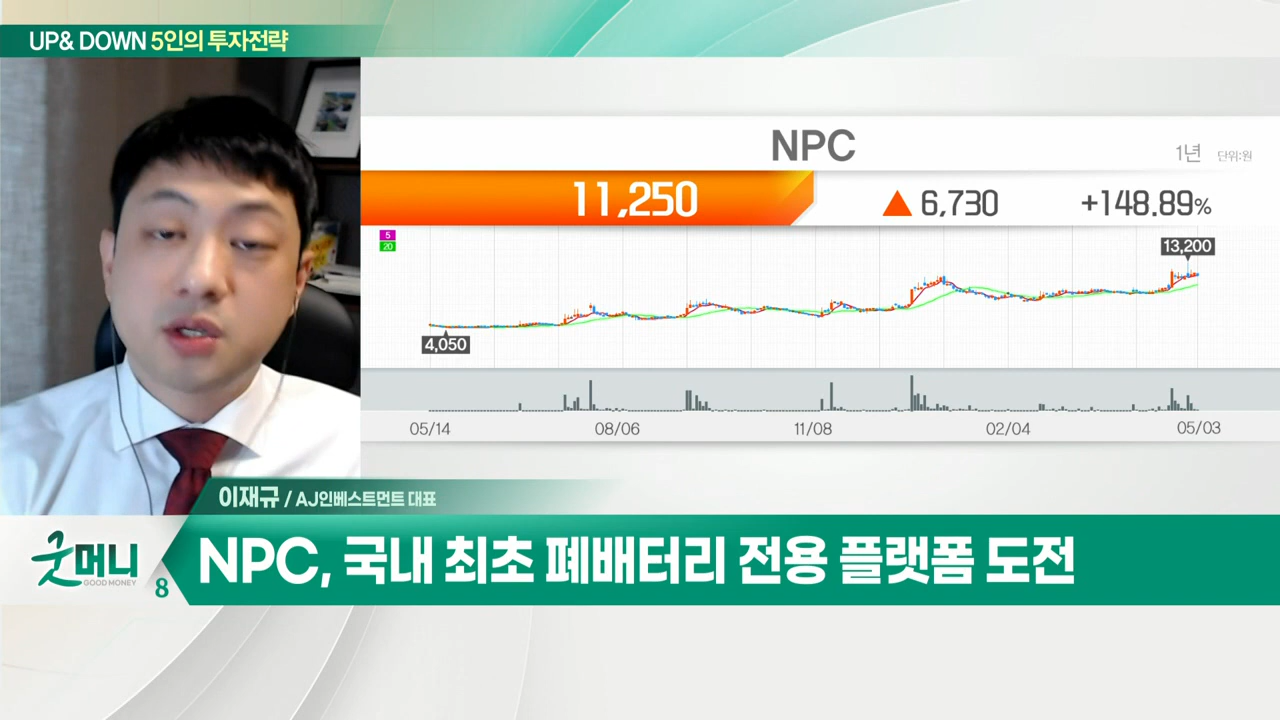 UP& DOWN 5인의 투자전략
NPC
1년 단위:원
11,250 ▲ 6,730 +148.89%
5
20
13,200
4,050
05/14 08/06 11/08 02/04 05/03
이재규 / AJ인베스트먼트 대표
굿머니
GOOD MONEY
8
NPC, 국내 최초 폐배터리 전용 플랫폼 도전